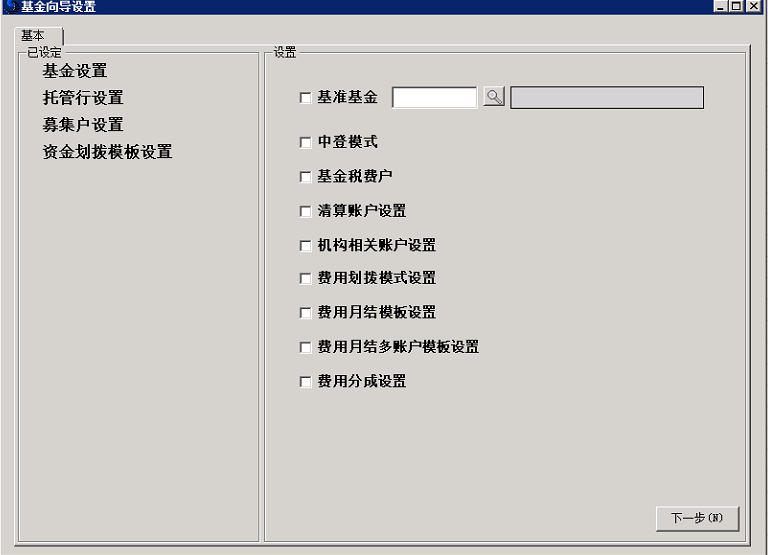 基金向导设置
基本
已设定
基金设置
托管行设置
募集户设置
资金划拨模板设置
设置
基准基金
中登模式
基金税费户
清算账户设置
机构相关账户设置
费用划拨模式设置
费用月结模板设置
费用月结多账户模板设置
费用分成设置
下一步(N)